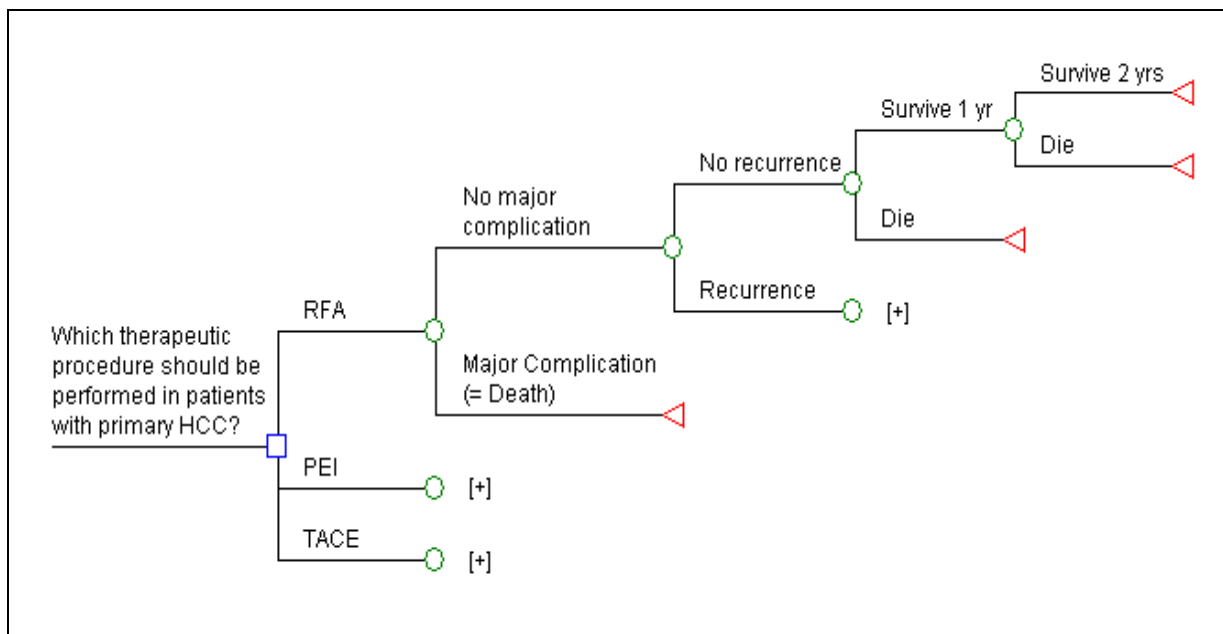 Survive 2 yrs
Survive 1 yr
Die
No recurrence
No major
complication
Die
Recurrence
[+]
RFA
Which therapeutic
procedure should be
performed in patients
with primary HCC?
Major Complication
(= Death)
PEI
[+]
TACE
[+]